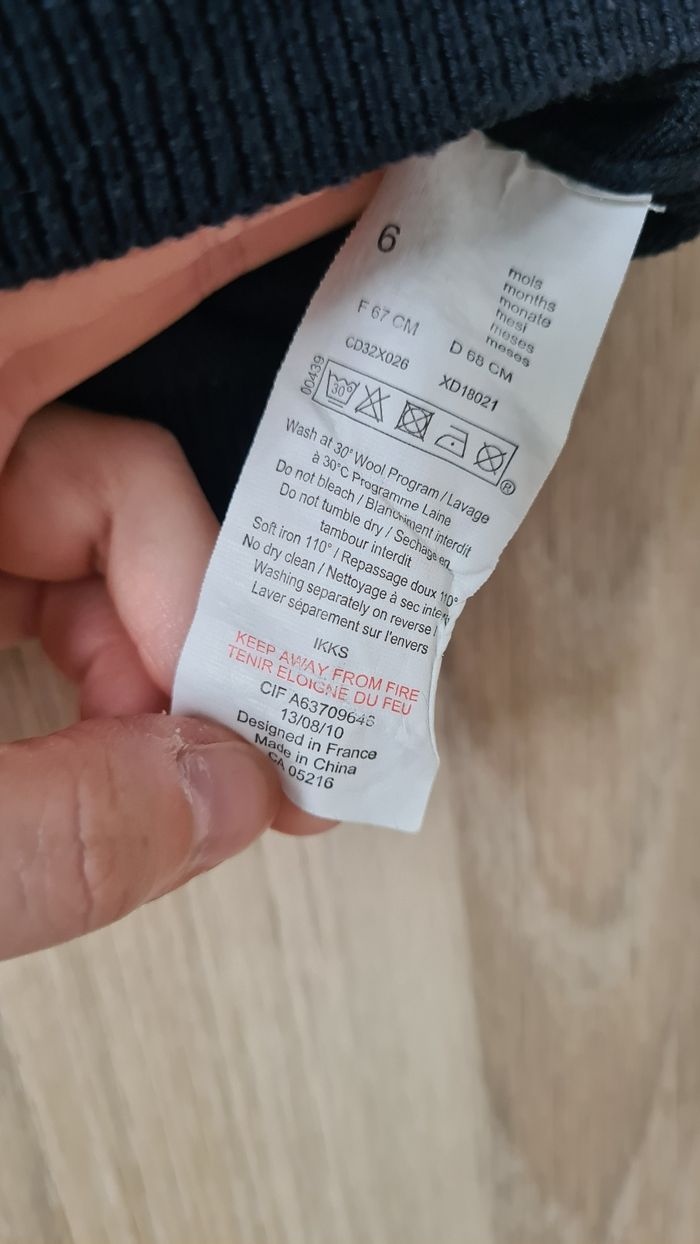 6
mois
months
monate
mesi
meses
meses
F 67 CM
D 68 CM
CD32X026
XD18021
00439
30°
®
Wash at 30° Wool Program / Lavage
à 30°C Programme Laine
Do not bleach / Blanchiment interdit
Do not tumble dry / Sechage en
tambour interdit
Soft iron 110° / Repassage doux 110°
No dry clean / Nettoyage à sec
Washing separately on reverse
Laver séparement sur l'envers
IKKS
KEEP AWAY FROM FIRE
TENIR ELOIGNE DU FEU
CIF A63709646
13/08/10
Designed in France
Made in China
CA 05216